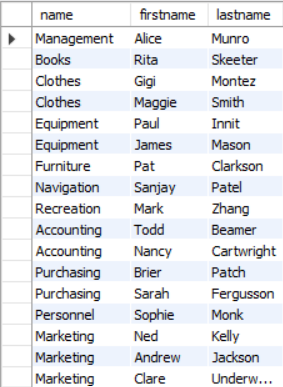 name firstname lastname
Management Alice Munro
Books Rita Skeeter
Clothes Gigi Montez
Clothes Maggie Smith
Equipment Paul Innit
Equipment James Mason
Furniture Pat Clarkson
Navigation Sanjay Patel
Recreation Mark Zhang
Accounting Todd Beamer
Accounting Nancy Cartwright
Purchasing Brier Patch
Purchasing Sarah Fergusson
Personnel Sophie Monk
Marketing Ned Kelly
Marketing Andrew Jackson
Marketing Clare Underw...